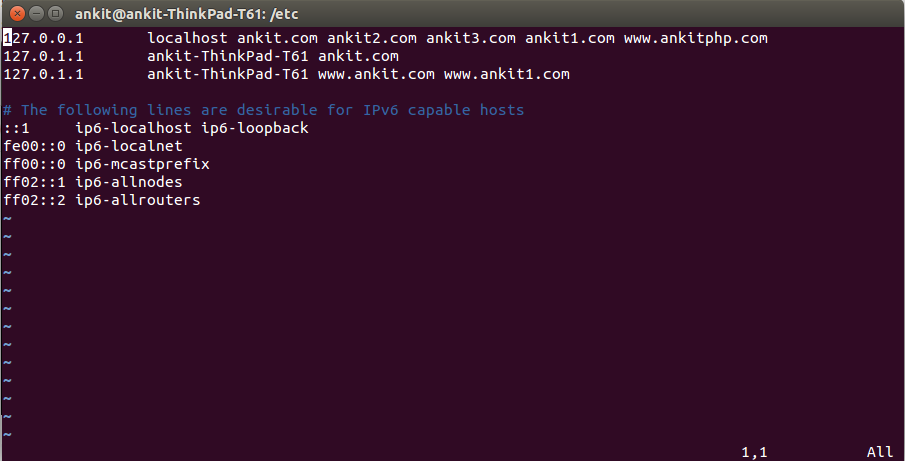 ankit@ankit-ThinkPad-T61: /etc
127.0.0.1       localhost ankit.com ankit2.com ankit3.com ankit1.com www.ankitphp.com
127.0.1.1       ankit-ThinkPad-T61 ankit.com
127.0.1.1       ankit-ThinkPad-T61 www.ankit.com www.ankit1.com
# The following lines are desirable for IPv6 capable hosts
::1     ip6-localhost ip6-loopback
fe00::0 ip6-localnet
ff00::0 ip6-mcastprefix
ff02::1 ip6-allnodes
ff02::2 ip6-allrouters
~
~
~
~
~
~
~
~
~
~
~
~
~
1,1           All